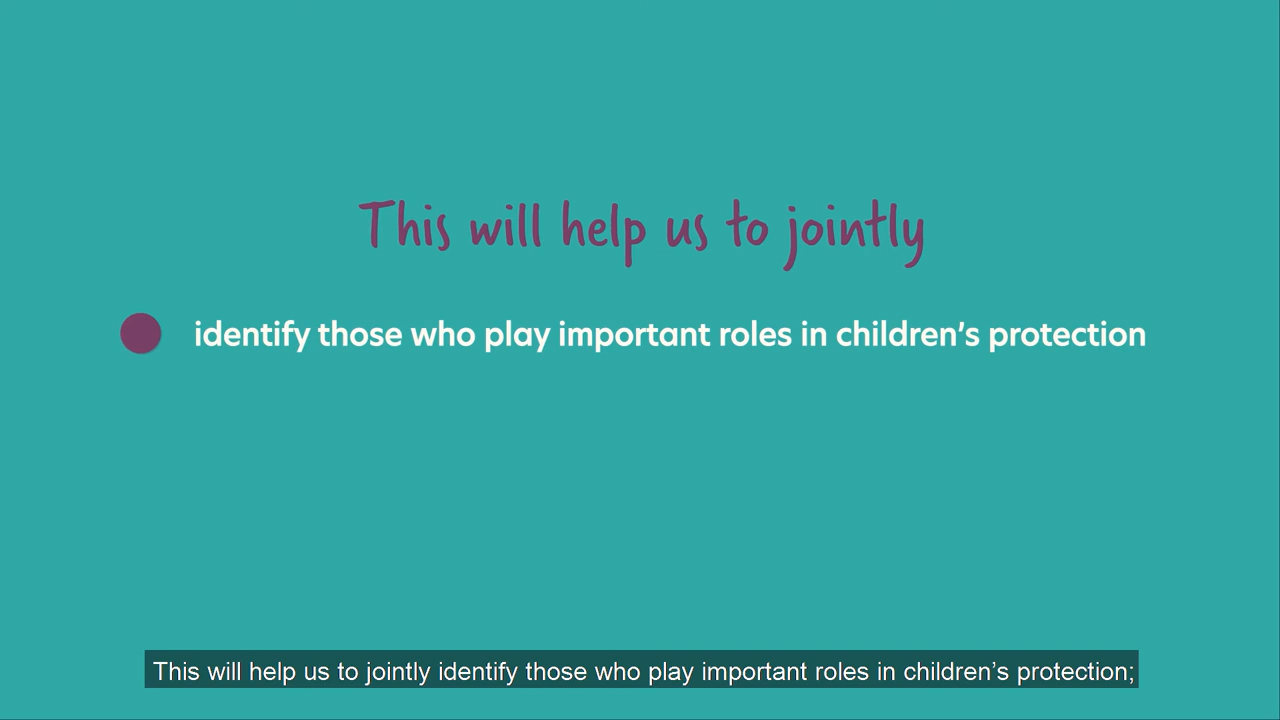 This will help us to jointly
identify those who play important roles in children’s protection
This will help us to jointly identify those who play important roles in children’s protection;